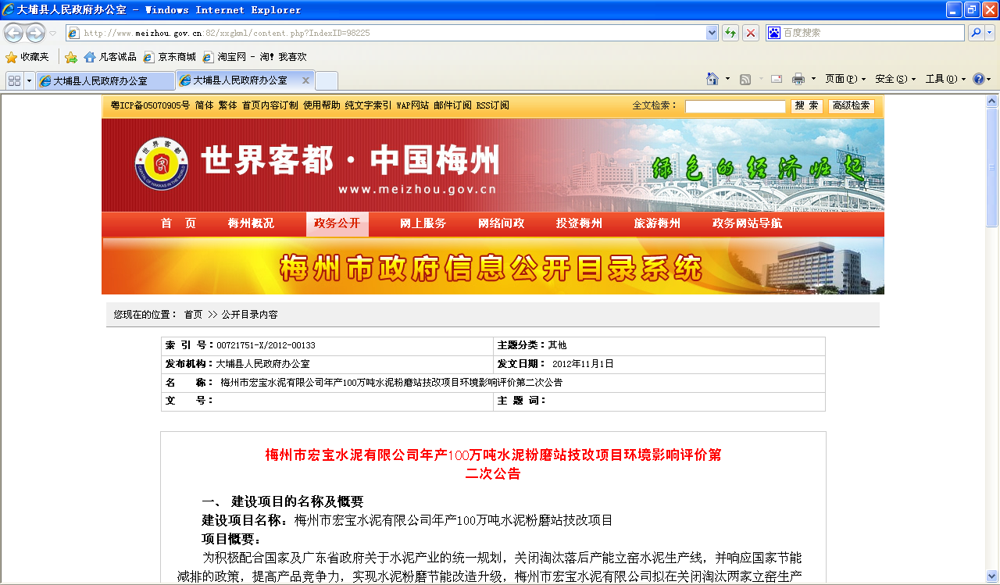 大埔县人民政府办公室 - Windows Internet Explorer
http://www.meizhou.gov.cn:82/xxgkml/content.php?IndexID=98225
百度搜索
收藏夹 凡客诚品 京东商城 淘宝网 - 淘! 我喜欢
大埔县人民政府办公室 大埔县人民政府办公室 页面(P) 安全(S) 工具(O)
粤ICP备05070905号 简体 繁体 首页内容订制 使用帮助 纯文字索引 WAP网站 邮件订阅 RSS订阅 全文检索： 搜 索 高级检索
世界客都
CAPITAL OF HAKKAS IN THE WORLD
世界客都·中国梅州
www.meizhou.gov.cn
绿色的经济崛起
首 页 梅州概况 政务公开 网上服务 网络问政 投资梅州 旅游梅州 政务网站导航
梅州市政府信息公开目录系统
您现在的位置： 首页 >> 公开目录内容
索 引 号：00721751-X/2012-00133 主题分类：其他
发布机构：大埔县人民政府办公室 发文日期： 2012年11月1日
名 称： 梅州市宏宝水泥有限公司年产100万吨水泥粉磨站技改项目环境影响评价第二次公告
文 号： 主 题 词：
梅州市宏宝水泥有限公司年产100万吨水泥粉磨站技改项目环境影响评价第
二次公告
一、 建设项目的名称及概要
建设项目名称：梅州市宏宝水泥有限公司年产100万吨水泥粉磨站技改项目
项目概要：
为积极配合国家及广东省政府关于水泥产业的统一规划，关闭淘汰落后产能立窑水泥生产线，并响应国家节能
减排的政策，提高产品竞争力，实现水泥粉磨节能改造升级，梅州市宏宝水泥有限公司拟在关闭淘汰两家立窑生产